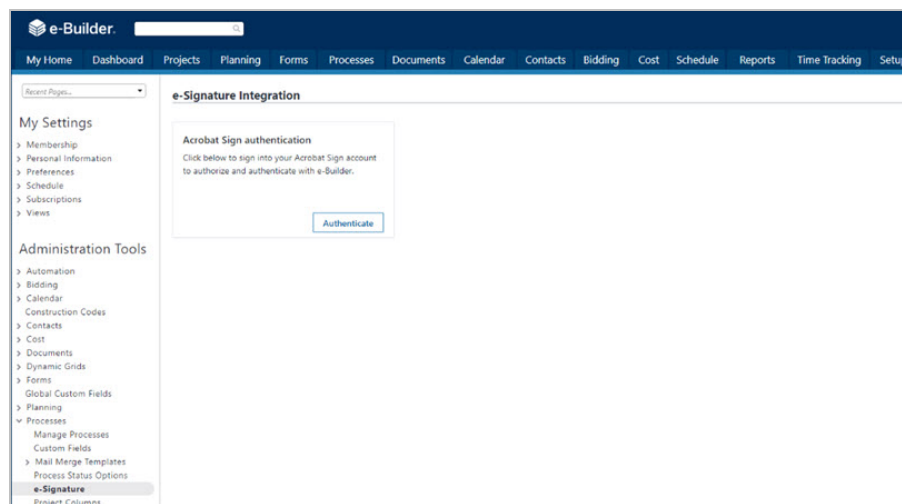 e-Builder.
My Home Dashboard Projects Planning Forms Processes Documents Calendar Contacts Bidding Cost Schedule Reports Time Tracking Setup
Recent Pages...
e-Signature Integration
My Settings
Membership
Personal Information
Preferences
Schedule
Subscriptions
Views
Acrobat Sign authentication
Click below to sign into your Acrobat Sign account
to authorize and authenticate with e-Builder.
Authenticate
Administration Tools
Automation
Bidding
Calendar
Construction Codes
Contacts
Cost
Documents
Dynamic Grids
Forms
Global Custom Fields
Planning
Processes
Manage Processes
Custom Fields
Mail Merge Templates
Process Status Options
e-Signature
Project Columns